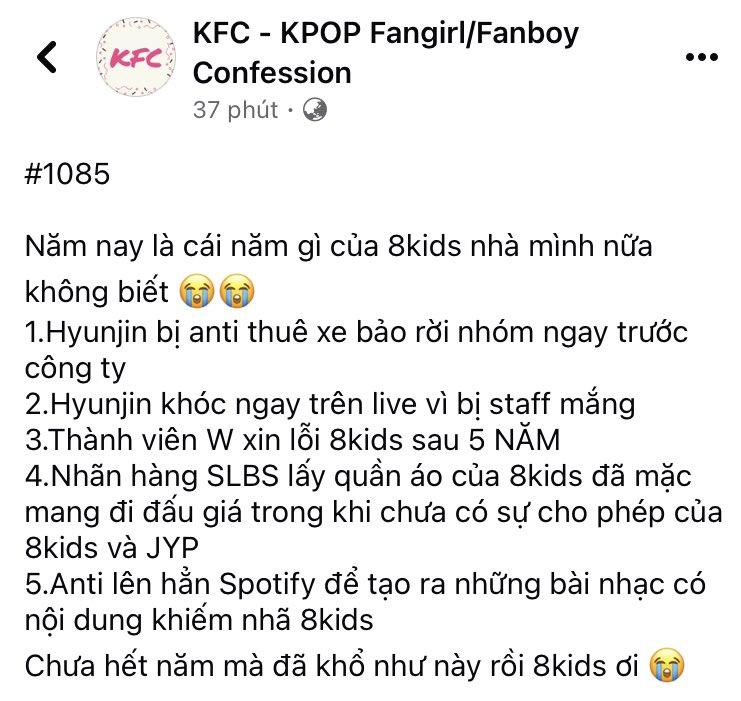 KFC
KFC - KPOP Fangirl/Fanboy
Confession
37 phút ·
#1085
Năm nay là cái năm gì của 8kids nhà mình nữa
không biết 😭😭
1.Hyunjin bị anti thuê xe bảo rời nhóm ngay trước
công ty
2.Hyunjin khóc ngay trên live vì bị staff mắng
3.Thành viên W xin lỗi 8kids sau 5 NĂM
4.Nhãn hàng SLBS lấy quần áo của 8kids đã mặc
mang đi đấu giá trong khi chưa có sự cho phép của
8kids và JYP
5.Anti lên hẳn Spotify để tạo ra những bài nhạc có
nội dung khiếm nhã 8kids
Chưa hết năm mà đã khổ như này rồi 8kids ơi 😭